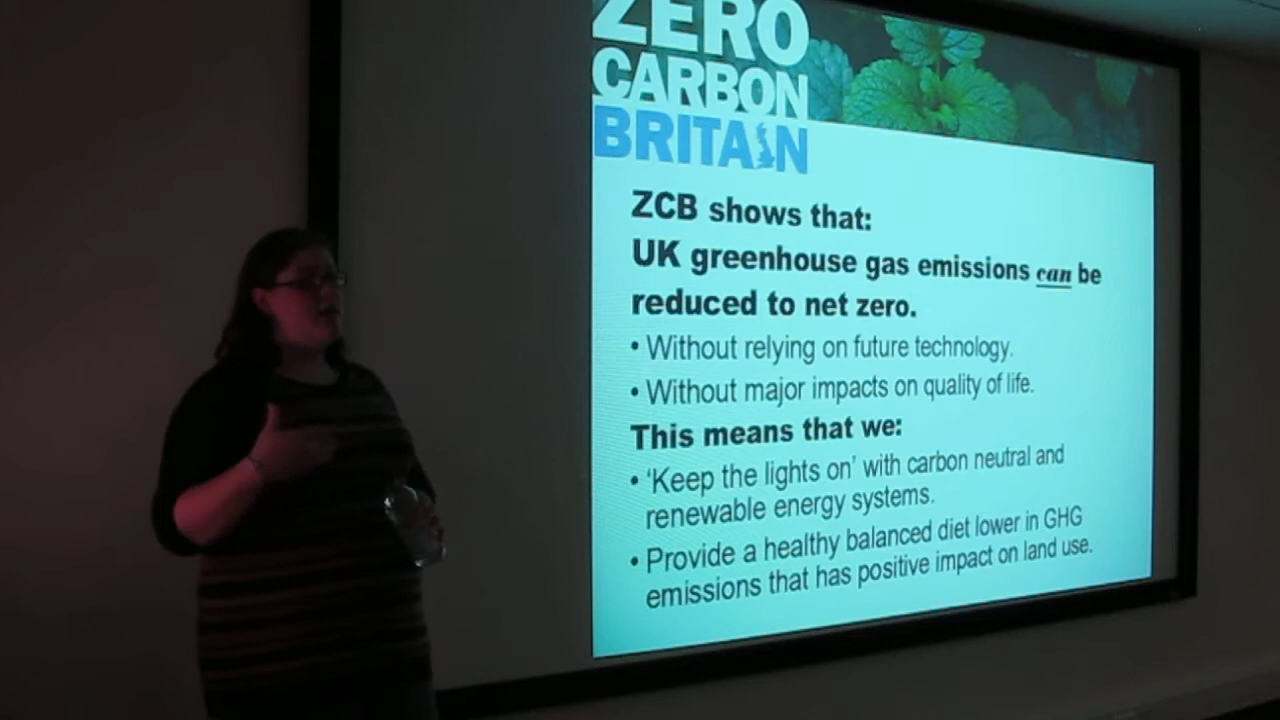 ZERO
CARBON
BRITAIN
ZCB shows that:
UK greenhouse gas emissions can be
reduced to net zero.
• Without relying on future technology.
• Without major impacts on quality of life.
This means that we:
• ‘Keep the lights on’ with carbon neutral and
renewable energy systems.
• Provide a healthy balanced diet lower in GHG
emissions that has positive impact on land use.